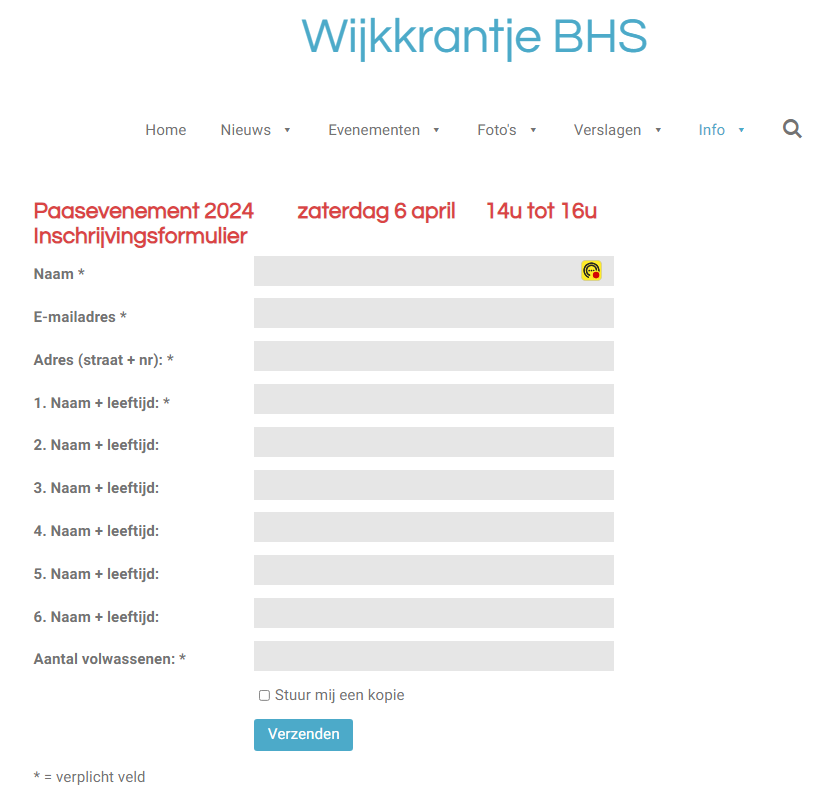 Wijkkrantje BHS
Home Nieuws Evenementen Foto's Verslagen Info
Paasevenement 2024 zaterdag 6 april 14u tot 16u
Inschrijvingsformulier
Naam *
E-mailadres *
Adres (straat + nr): *
1. Naam + leeftijd: *
2. Naam + leeftijd:
3. Naam + leeftijd:
4. Naam + leeftijd:
5. Naam + leeftijd:
6. Naam + leeftijd:
Aantal volwassenen: *
Stuur mij een kopie
Verzenden
* = verplicht veld